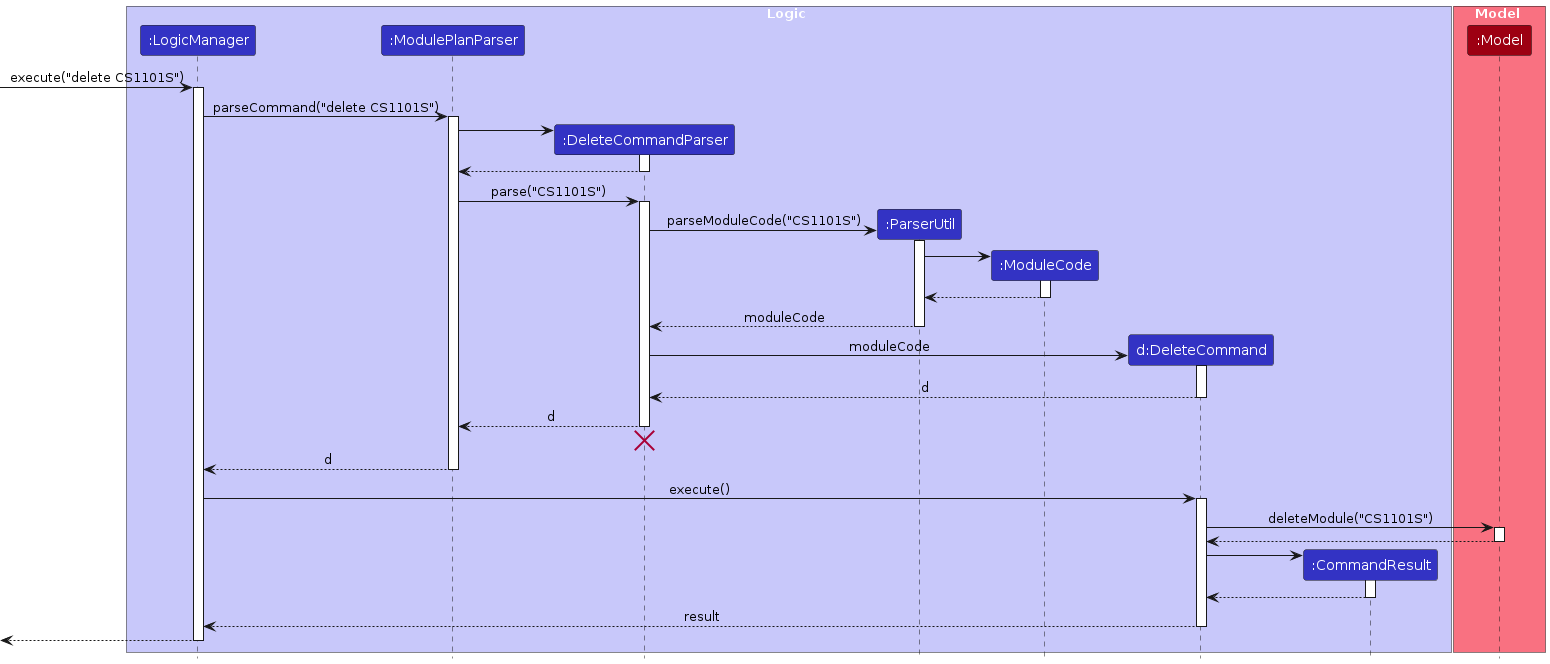 Logic
Model
:LogicManager
:ModulePlanParser
:Model
execute("delete CS1101S")
parseCommand("delete CS1101S")
:DeleteCommandParser
parse("CS1101S")
parseModuleCode("CS1101S")
:ParserUtil
:ModuleCode
moduleCode
moduleCode
d:DeleteCommand
d
d
d
execute()
deleteModule("CS1101S")
:CommandResult
result